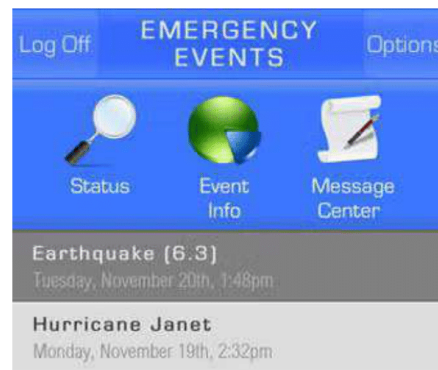 Log Off
EMERGENCY
EVENTS
Options
Status
Event
Info
Message
Center
Earthquake (6.3)
Tuesday, November 20th, 1:48pm
Hurricane Janet
Monday, November 19th, 2:32pm